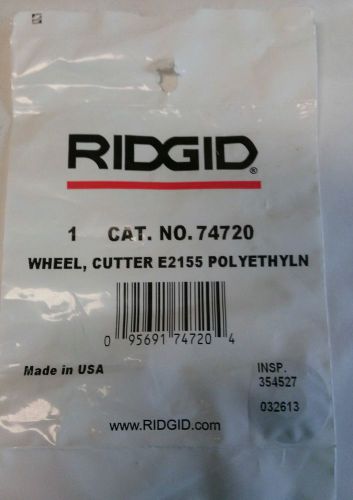 RIDGID®
1 CAT. NO. 74720
WHEEL, CUTTER E2155 POLYETHYLN
0 95691 74720 4
Made in USA
INSP.
354527
032613
www.RIDGID.com